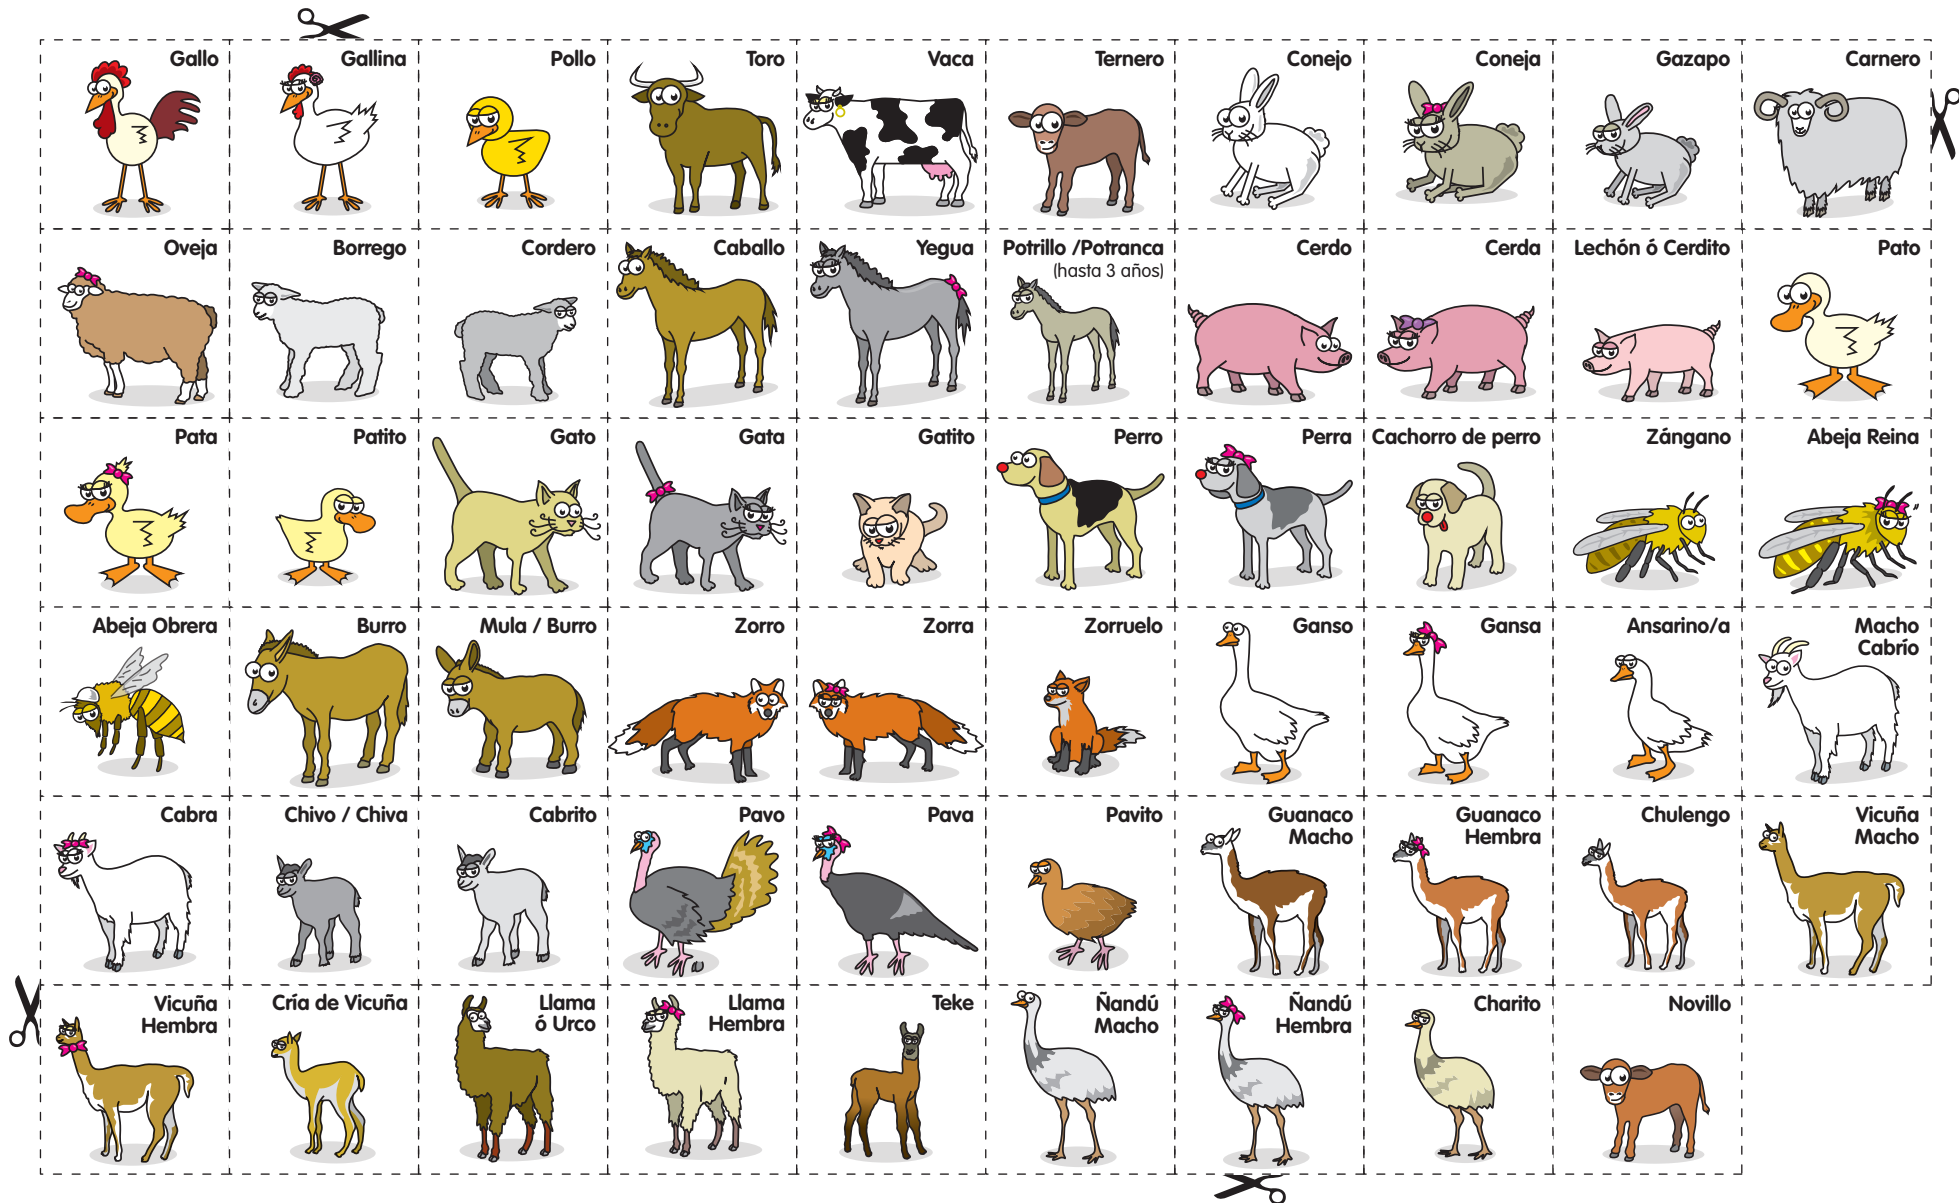 Gallo
Gallina
Pollo
Toro
Vaca
Ternero
Conejo
Coneja
Gazapo
Carnero
Oveja
Borrego
Cordero
Caballo
Yegua
Potrillo /Potranca
(hasta 3 años)
Cerdo
Cerda
Lechón ó Cerdito
Pato
Pata
Patito
Gato
Gata
Gatito
Perro
Perra
Cachorro de perro
Zángano
Abeja Reina
Abeja Obrera
Burro
Mula / Burro
Zorro
Zorra
Zorruelo
Ganso
Gansa
Ansarino/a
Macho
Cabrío
Cabra
Chivo / Chiva
Cabrito
Pavo
Pava
Pavito
Guanaco
Macho
Guanaco
Hembra
Chulengo
Vicuña
Macho
Vicuña
Hembra
Cría de Vicuña
Llama
ó Urco
Llama
Hembra
Teke
Ñandú
Macho
Ñandú
Hembra
Charito
Novillo